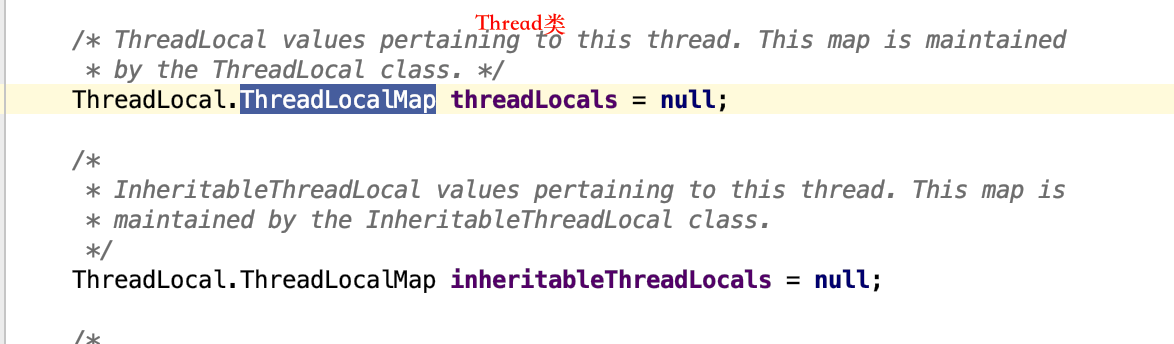 Thread类
/* ThreadLocal values pertaining to this thread. This map is maintained
* by the ThreadLocal class. */
ThreadLocal.ThreadLocalMap threadLocals = null;
/*
* InheritableThreadLocal values pertaining to this thread. This map is
* maintained by the InheritableThreadLocal class.
*/
ThreadLocal.ThreadLocalMap inheritableThreadLocals = null;
/*